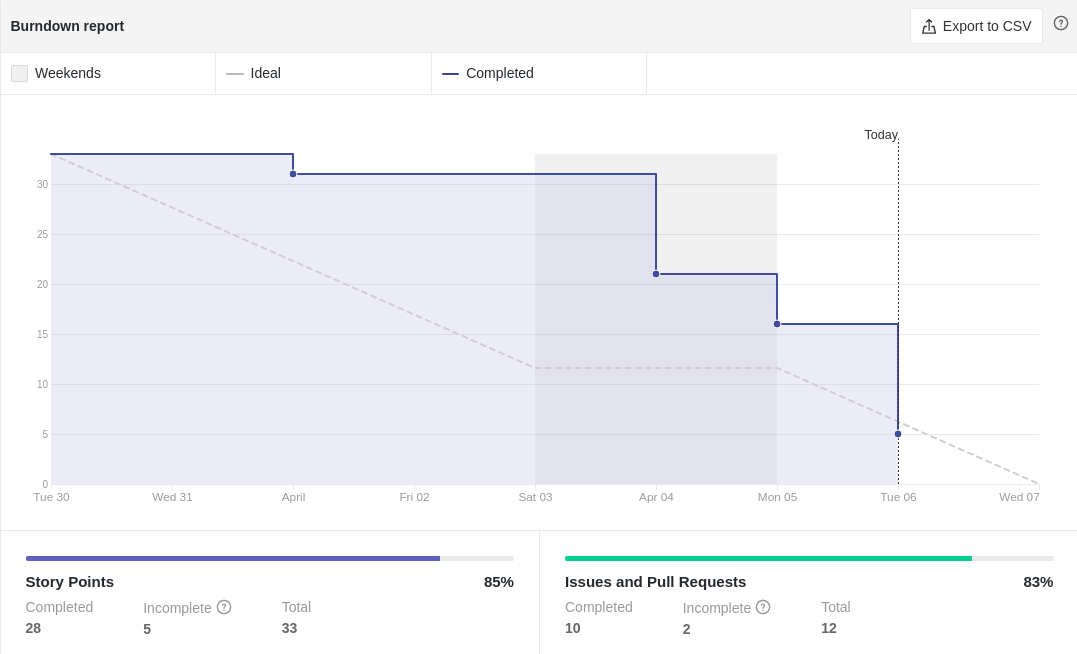 Burndown report
Export to CSV
Weekends
Ideal
Completed
Today
30
25
20
15
10
5
0
Tue 30 Wed 31 April Fri 02 Sat 03 Apr 04 Mon 05 Tue 06 Wed 07
Story Points 85%
Completed Incomplete ? Total
28 5 33
Issues and Pull Requests 83%
Completed Incomplete ? Total
10 2 12